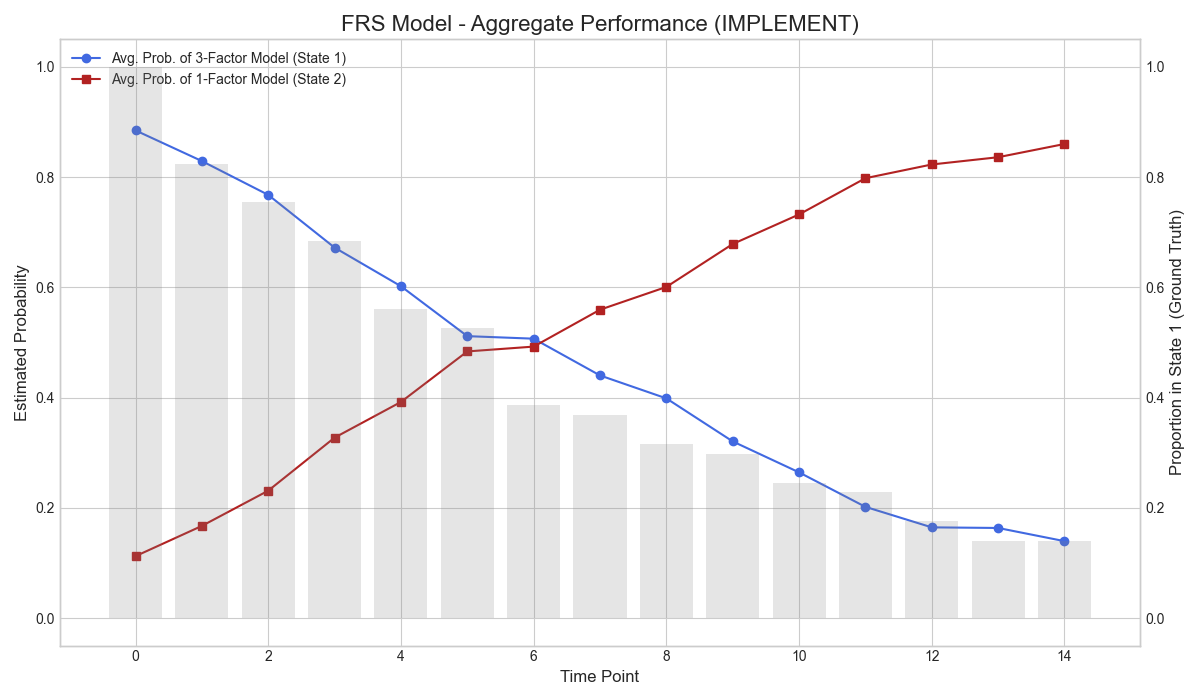 FRS Model - Aggregate Performance (IMPLEMENT)
Avg. Prob. of 3-Factor Model (State 1)
Avg. Prob. of 1-Factor Model (State 2)
Estimated Probability
1.0
0.8
0.6
0.4
0.2
0.0
1.0
0.8
0.6
0.4
0.2
0.0
Proportion in State 1 (Ground Truth)
0 2 4 6 8 10 12 14
Time Point